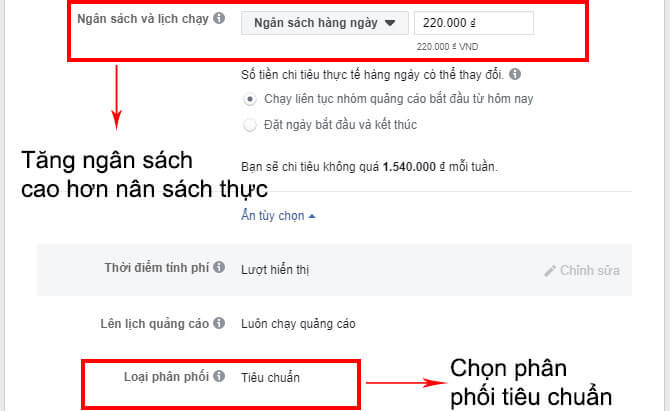 Ngân sách và lịch chạy
Ngân sách hàng ngày
220.000 ₫
220.000 ₫ VND
Số tiền chi tiêu thực tế hàng ngày có thể thay đổi.
Chạy liên tục nhóm quảng cáo bắt đầu từ hôm nay
Đặt ngày bắt đầu và kết thúc
Tăng ngân sách
cao hơn nân sách thực
Bạn sẽ chi tiêu không quá 1.540.000 ₫ mỗi tuần.
Ẩn tùy chọn
Thời điểm tính phí
Lượt hiển thị
Chỉnh sửa
Lên lịch quảng cáo
Luôn chạy quảng cáo
Loại phân phối
Tiêu chuẩn
Chọn phân
phối tiêu chuẩn